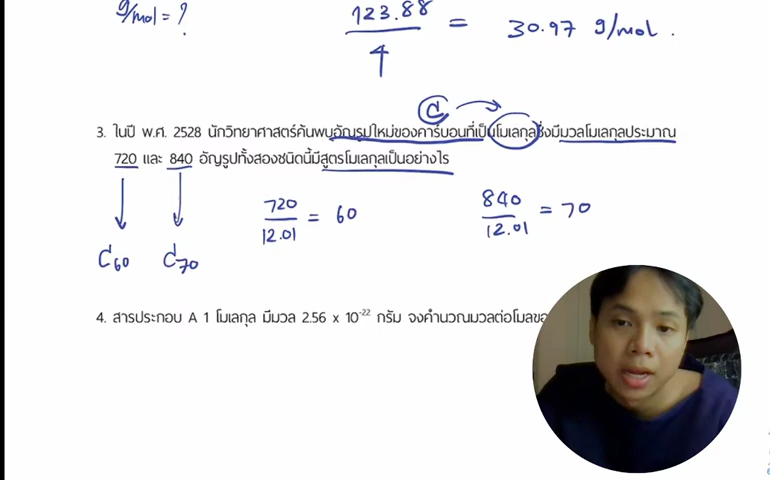 g/mol = ?
123.88
4
= 30.97 g/mol .
C
3. ในปี พ.ศ. 2528 นักวิทยาศาสตร์ค้นพบอัญรูปใหม่ของคาร์บอนที่เป็นโมเลกุลซึ่งมีมวลโมเลกุลประมาณ
720 และ 840 อัญรูปทั้งสองชนิดนี้มีสูตรโมเลกุลเป็นอย่างไร
720
12.01
= 60
840
12.01
= 70
C60 C70
4. สารประกอบ A 1 โมเลกุล มีมวล 2.56 x 10-22 กรัม จงคำนวณมวลต่อโมลขอ